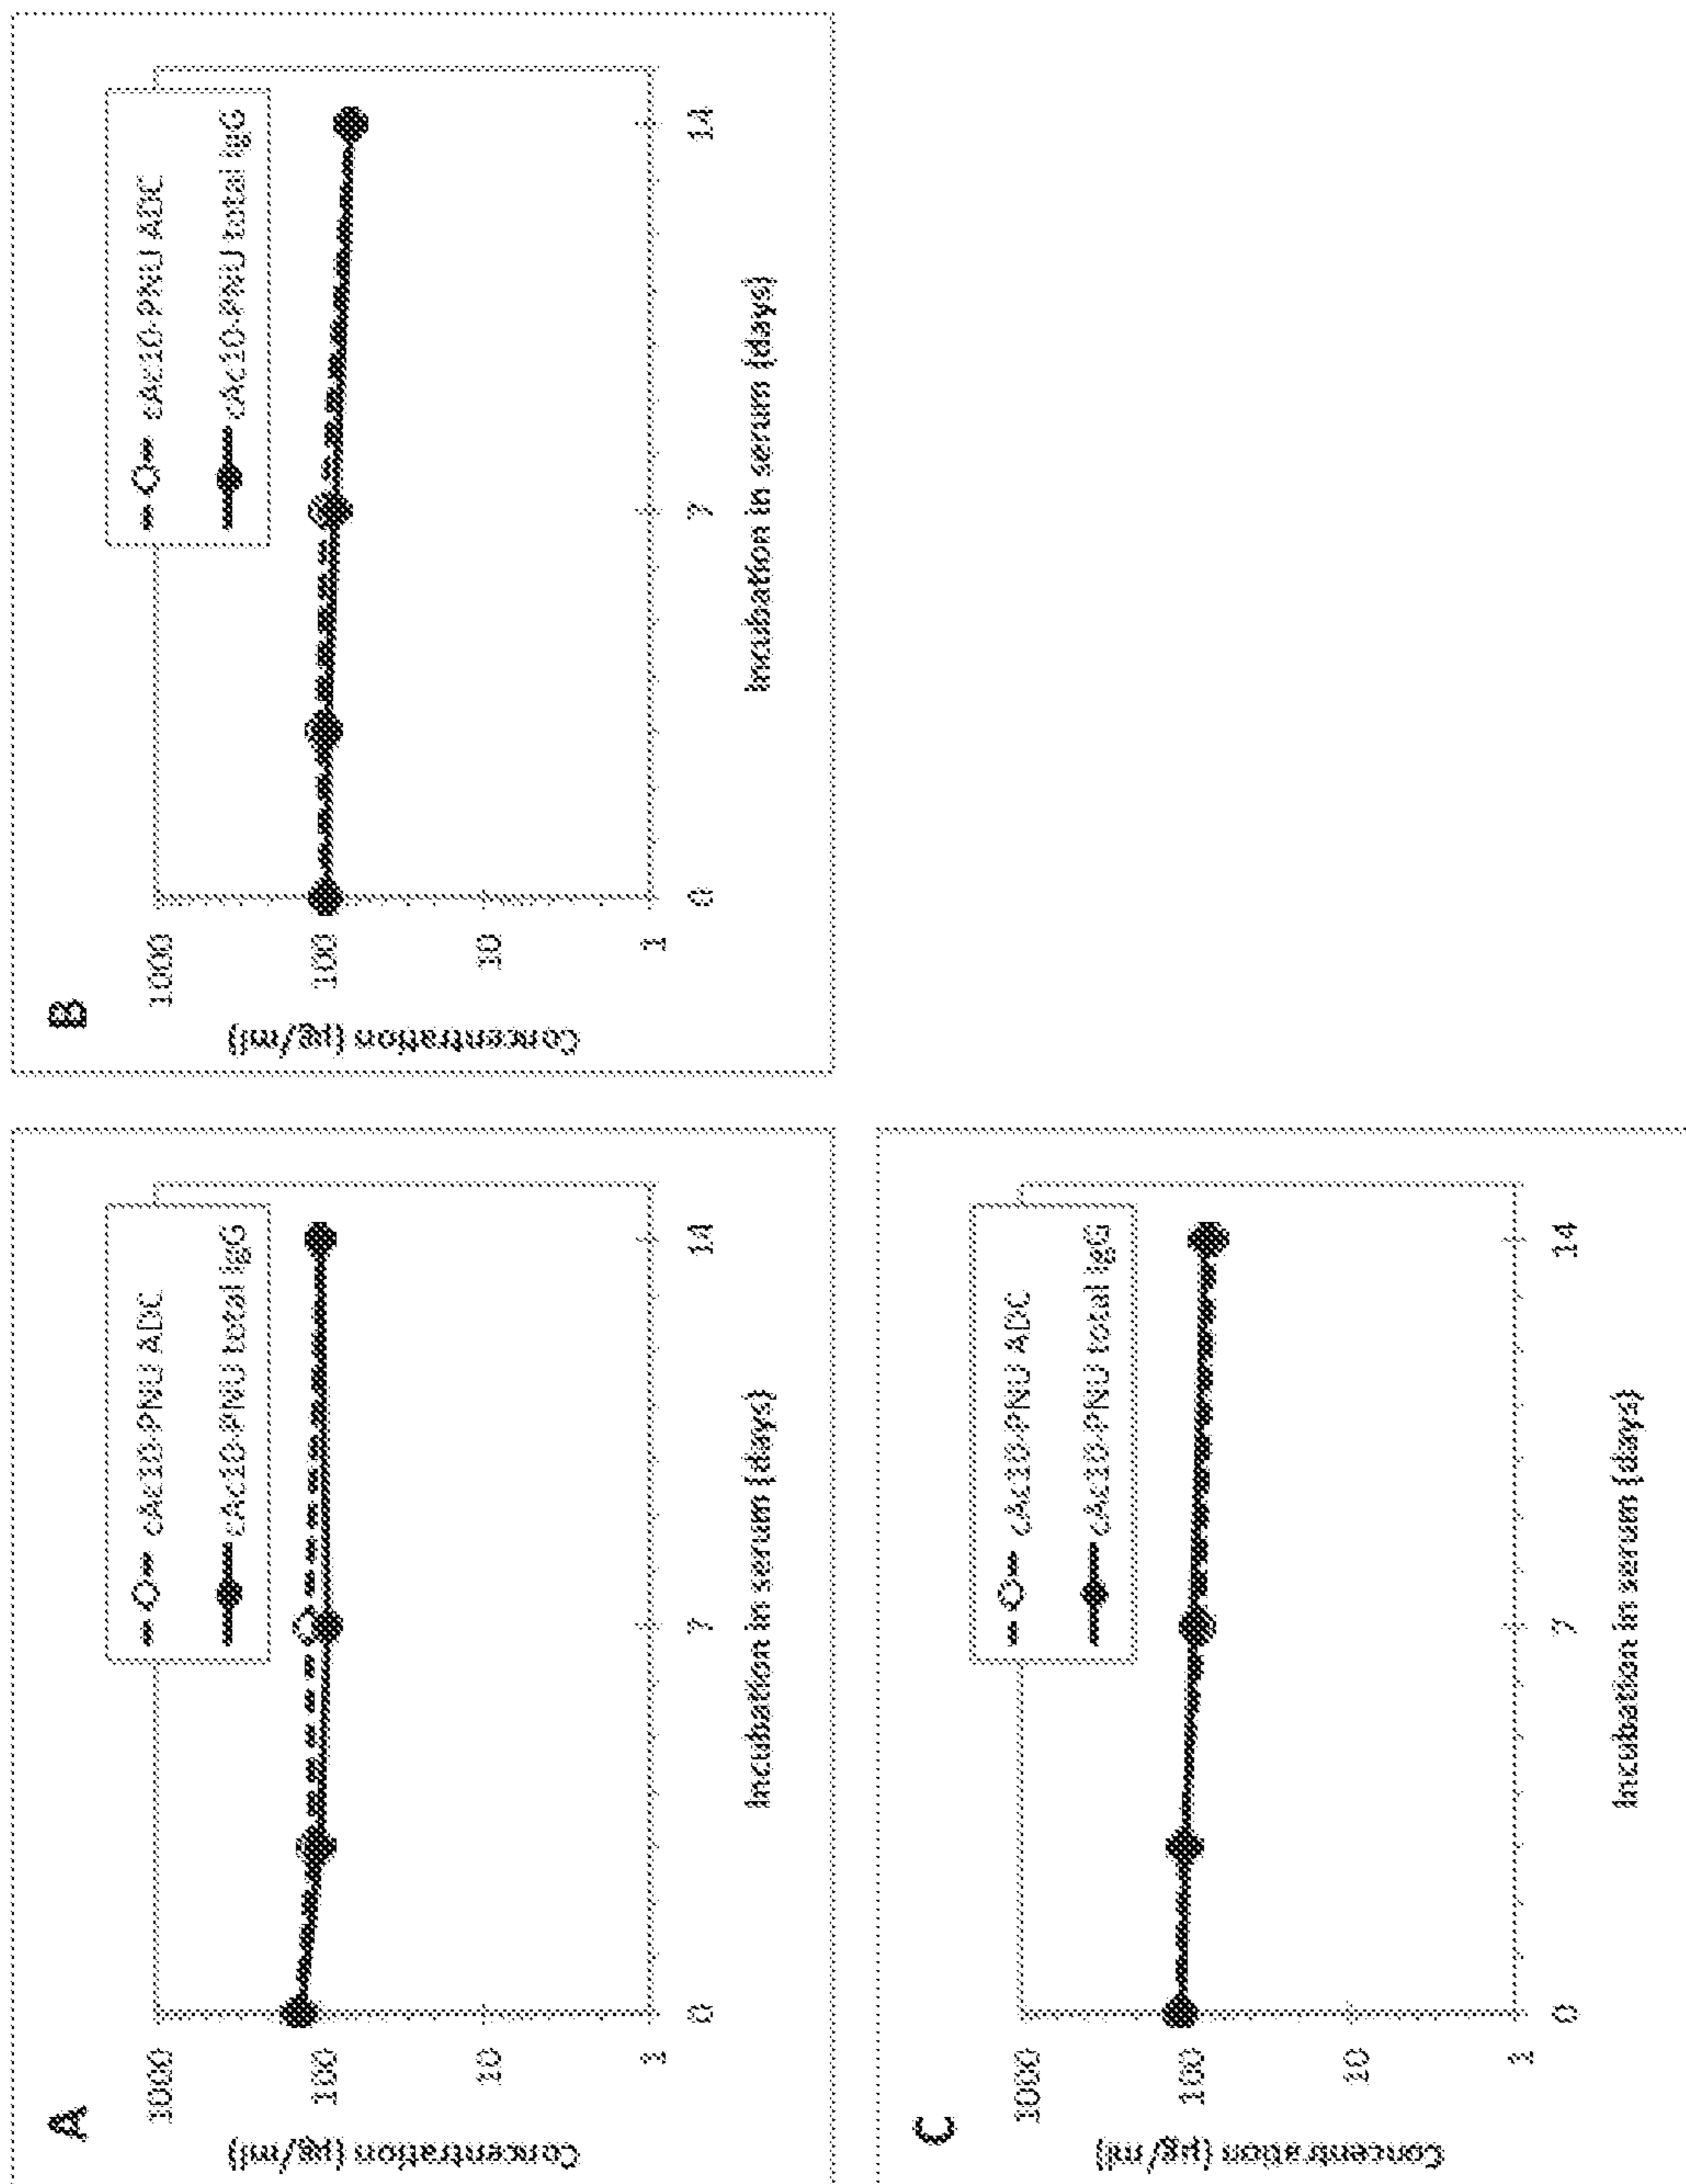 A
Concentration (µg/ml)
1000
100
10
1
cAc10-PNU ADC
cAc10-PNU total IgG
0
7
14
Incubation in serum (days)
B
Concentration (µg/ml)
1000
100
10
1
cAc10-PNU ADC
cAc10-PNU total IgG
0
7
14
Incubation in serum (days)
C
Concentration (µg/ml)
1000
100
10
1
cAc10-PNU ADC
cAc10-PNU total IgG
0
7
14
Incubation in serum (days)